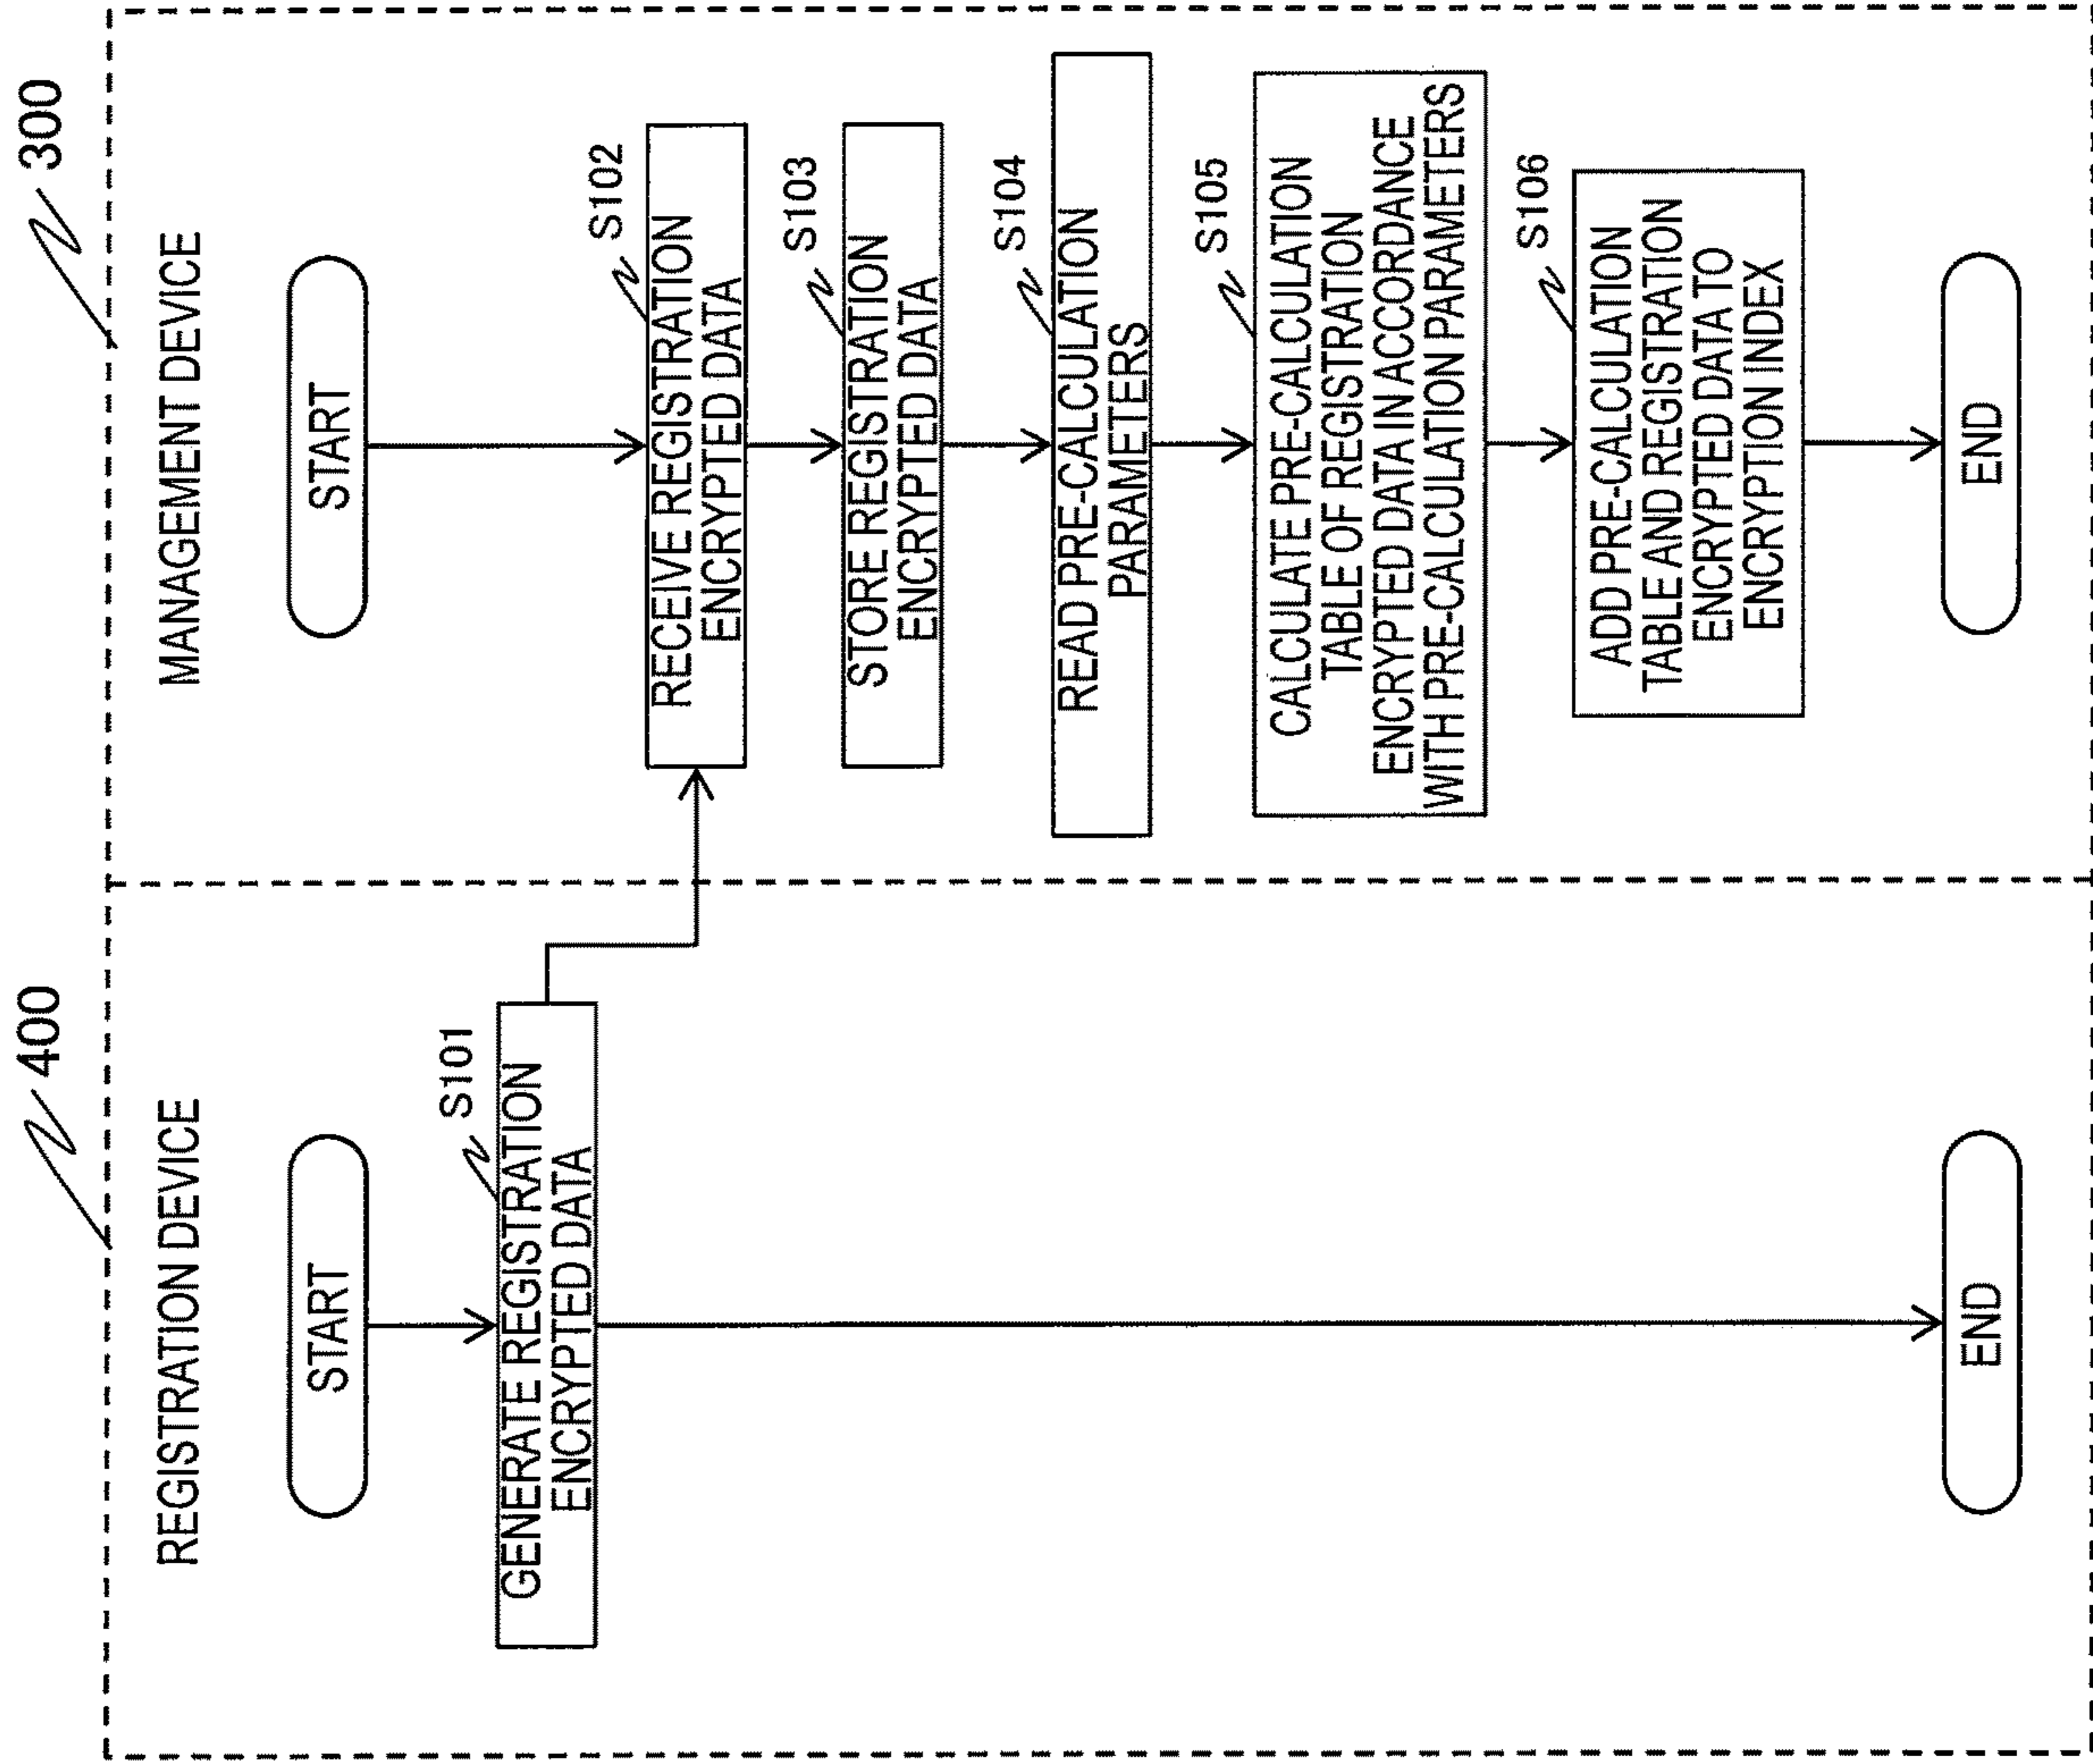 400
REGISTRATION DEVICE
START
S101
GENERATE REGISTRATION
ENCRYPTED DATA
END
300
MANAGEMENT DEVICE
START
S102
RECEIVE REGISTRATION
ENCRYPTED DATA
S103
STORE REGISTRATION
ENCRYPTED DATA
S104
READ PRE-CALCULATION
PARAMETERS
S105
CALCULATE PRE-CALCULATION
TABLE OF REGISTRATION
ENCRYPTED DATA IN ACCORDANCE
WITH PRE-CALCULATION PARAMETERS
S106
ADD PRE-CALCULATION
TABLE AND REGISTRATION
ENCRYPTED DATA TO
ENCRYPTION INDEX
END